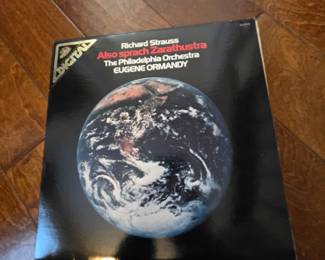 DIGITAL
Richard Strauss
Also sprach Zarathustra
The Philadelphia Orchestra
EUGENE ORMANDY